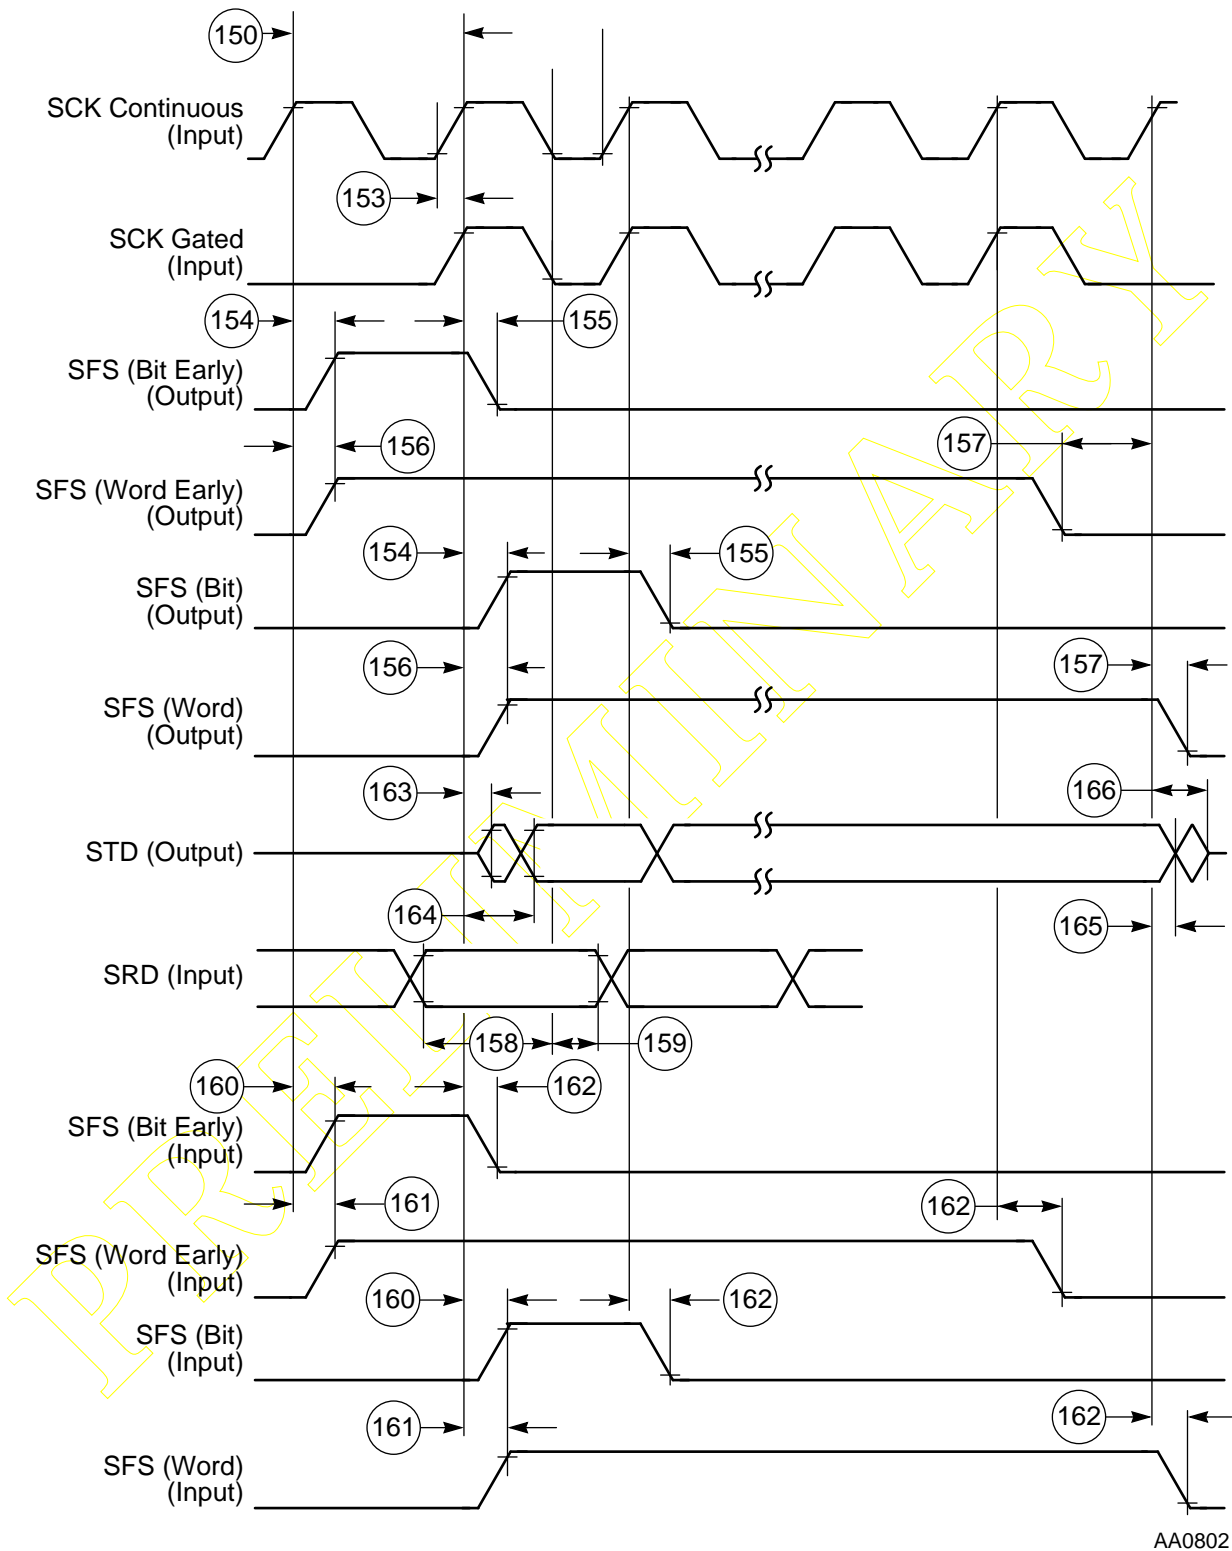 150
SCK Continuous
(Input)
153
SCK Gated
(Input)
154
155
SFS (Bit Early)
(Output)
156
157
SFS (Word Early)
(Output)
154
155
SFS (Bit)
(Output)
156
157
SFS (Word)
(Output)
163
166
STD (Output)
164
165
SRD (Input)
158
159
160
162
SFS (Bit Early)
(Input)
161
162
SFS (Word Early)
(Input)
160
162
SFS (Bit)
(Input)
161
162
SFS (Word)
(Input)
AA0802
PRELIMINARY